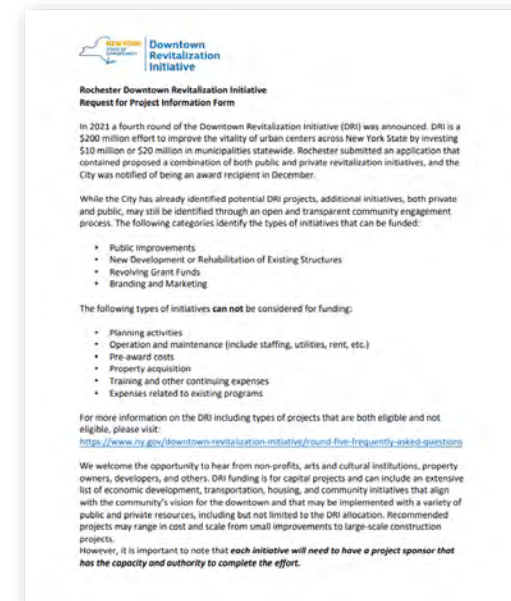 NEW YORK
STATE OF
OPPORTUNITY
Downtown
Revitalization
Initiative
Rochester Downtown Revitalization Initiative
Request for Project Information Form
In 2021 a fourth round of the Downtown Revitalization Initiative (DRI) was announced. DRI is a
$200 million effort to improve the vitality of urban centers across New York State by investing
$10 million or $20 million in municipalities statewide. Rochester submitted an application that
contained proposed a combination of both public and private revitalization initiatives, and the
City was notified of being an award recipient in December.
While the City has already identified potential DRI projects, additional initiatives, both private
and public, may still be identified through an open and transparent community engagement
process. The following categories identify the types of initiatives that can be funded:
• Public Improvements
• New Development or Rehabilitation of Existing Structures
• Revolving Grant Funds
• Branding and Marketing
The following types of initiatives can not be considered for funding:
• Planning activities
• Operation and maintenance (include staffing, utilities, rent, etc.)
• Pre-award costs
• Property acquisition
• Training and other continuing expenses
• Expenses related to existing programs
For more information on the DRI including types of projects that are both eligible and not
eligible, please visit:
https://www.ny.gov/downtown-revitalization-initiative/round-five-frequently-asked-questions
We welcome the opportunity to hear from non-profits, arts and cultural institutions, property
owners, developers, and others. DRI funding is for capital projects and can include an extensive
list of economic development, transportation, housing, and community initiatives that align
with the community's vision for the downtown and that may be implemented with a variety of
public and private resources, including but not limited to the DRI allocation. Recommended
projects may range in cost and scale from small improvements to large-scale construction
projects.
However, it is important to note that each initiative will need to have a project sponsor that
has the capacity and authority to complete the effort.